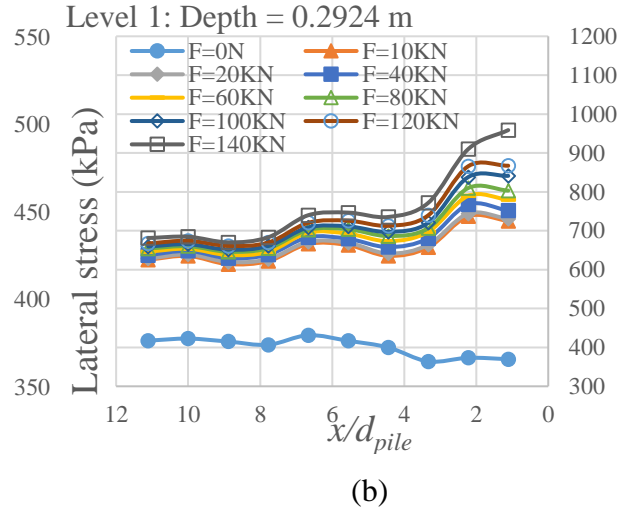 Level 1: Depth = 0.2924 m
550
500
450
400
350
Lateral stress (kPa)
F=0N
F=10KN
F=20KN
F=40KN
F=60KN
F=80KN
F=100KN
F=120KN
F=140KN
1200
1100
1000
900
800
700
600
500
400
300
12 10 8 6 4 2 0
x/d_pile
(b)